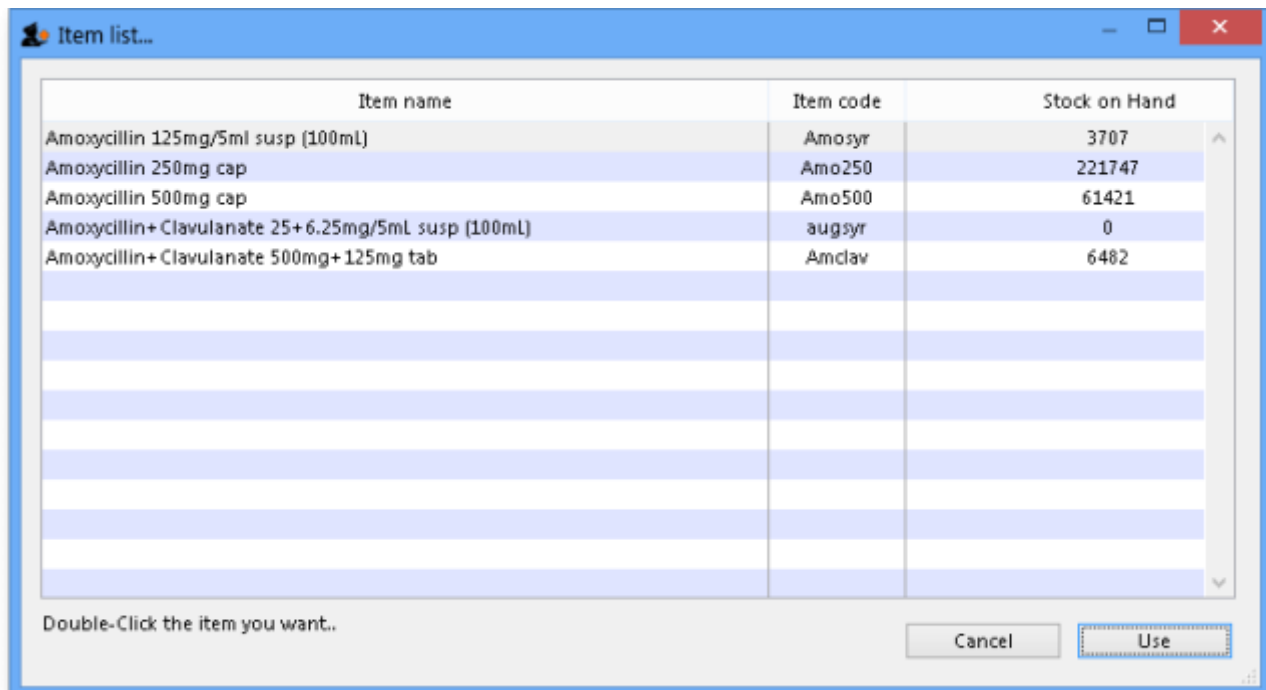 Item list...
Item name Item code Stock on Hand
Amoxycillin 125mg/5ml susp (100mL) Amosyr 3707
Amoxycillin 250mg cap Amo250 221747
Amoxycillin 500mg cap Amo500 61421
Amoxycillin+Clavulanate 25+6.25mg/5mL susp (100mL) augsyr 0
Amoxycillin+Clavulanate 500mg+125mg tab Amclav 6482
Double-Click the item you want..
Cancel Use